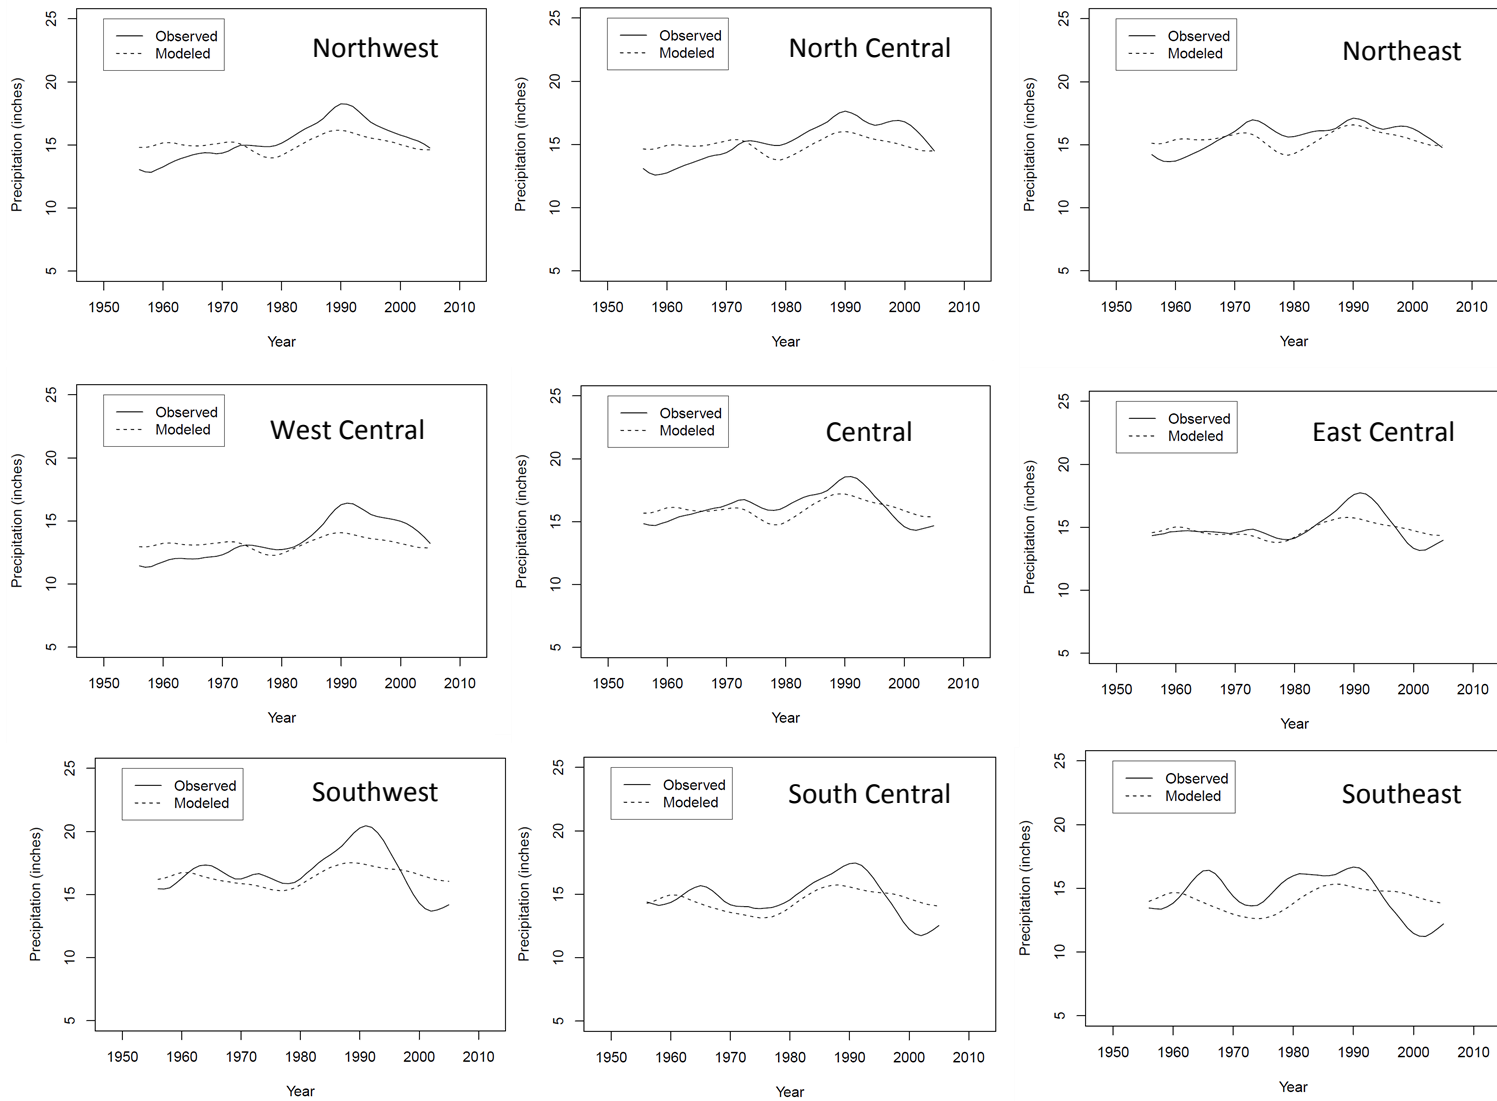 Observed
Modeled
Northwest
Precipitation (inches)
5 10 15 20 25
1950 1960 1970 1980 1990 2000 2010
Year
Observed
Modeled
North Central
Precipitation (inches)
5 10 15 20 25
1950 1960 1970 1980 1990 2000 2010
Year
Observed
Modeled
Northeast
Precipitation (inches)
5 10 15 20 25
1950 1960 1970 1980 1990 2000 2010
Year
Observed
Modeled
West Central
Precipitation (inches)
5 10 15 20 25
1950 1960 1970 1980 1990 2000 2010
Year
Observed
Modeled
Central
Precipitation (inches)
5 10 15 20 25
1950 1960 1970 1980 1990 2000 2010
Year
Observed
Modeled
East Central
Precipitation (inches)
5 10 15 20 25
1950 1960 1970 1980 1990 2000 2010
Year
Observed
Modeled
Southwest
Precipitation (inches)
5 10 15 20 25
1950 1960 1970 1980 1990 2000 2010
Year
Observed
Modeled
South Central
Precipitation (inches)
5 10 15 20 25
1950 1960 1970 1980 1990 2000 2010
Year
Observed
Modeled
Southeast
Precipitation (inches)
5 10 15 20 25
1950 1960 1970 1980 1990 2000 2010
Year